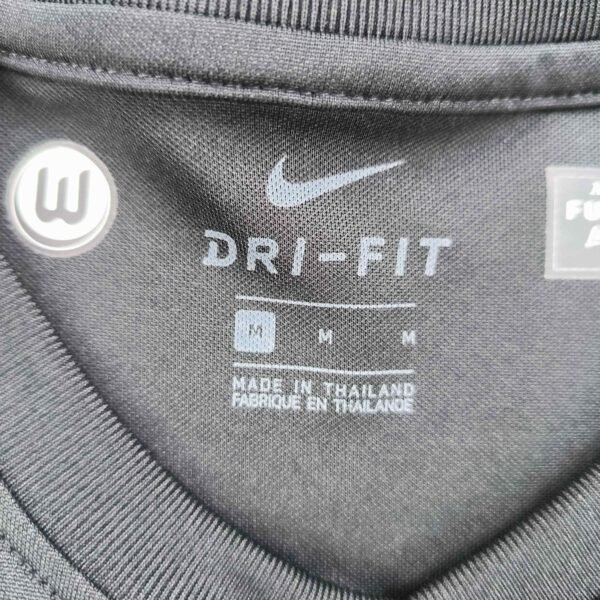 W
DRI-FIT
M M M
MADE IN THAILAND
FABRIQUE EN THAILANDE